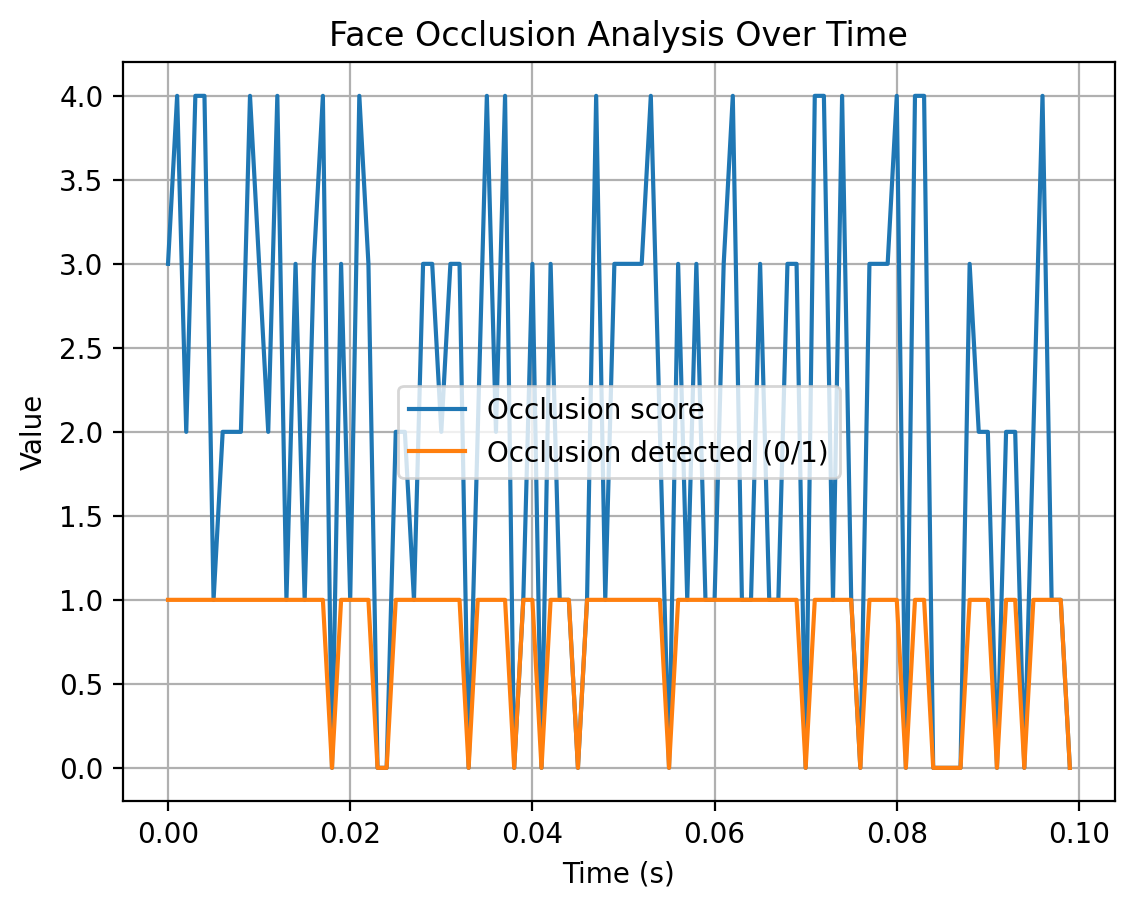 Face Occlusion Analysis Over Time
4.0
3.5
3.0
2.5
2.0
1.5
1.0
0.5
0.0
Value
Occlusion score
Occlusion detected (0/1)
0.00 0.02 0.04 0.06 0.08 0.10
Time (s)